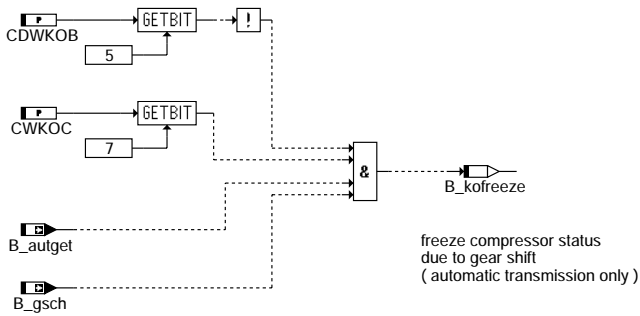 P
GETBIT
!
CDWKOB
5
P
GETBIT
CWKOC
7
&
B_kofreeze
B_autget
freeze compressor status
due to gear shift
( automatic transmission only )
B_gsch